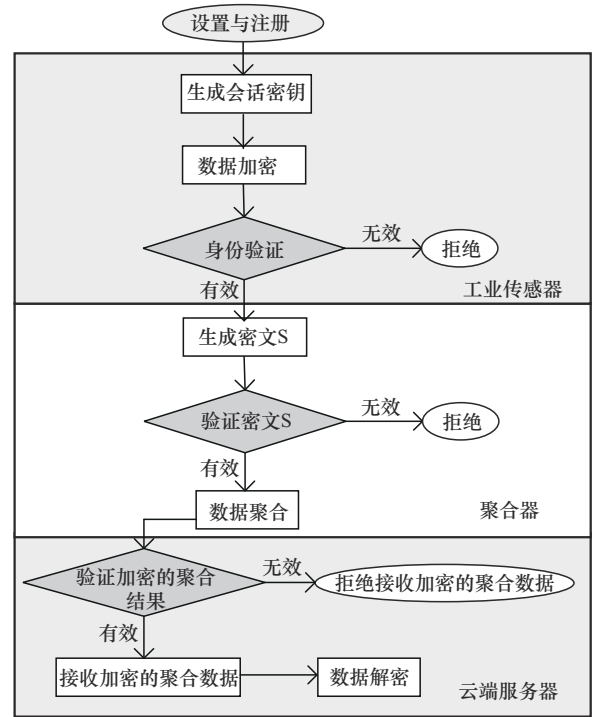 设置与注册
生成会话密钥
数据加密
身份验证
无效
拒绝
有效
工业传感器
生成密文S
验证密文S
无效
拒绝
有效
数据聚合
聚合器
验证加密的聚合
结果
无效
拒绝接收加密的聚合数据
有效
接收加密的聚合数据
数据解密
云端服务器